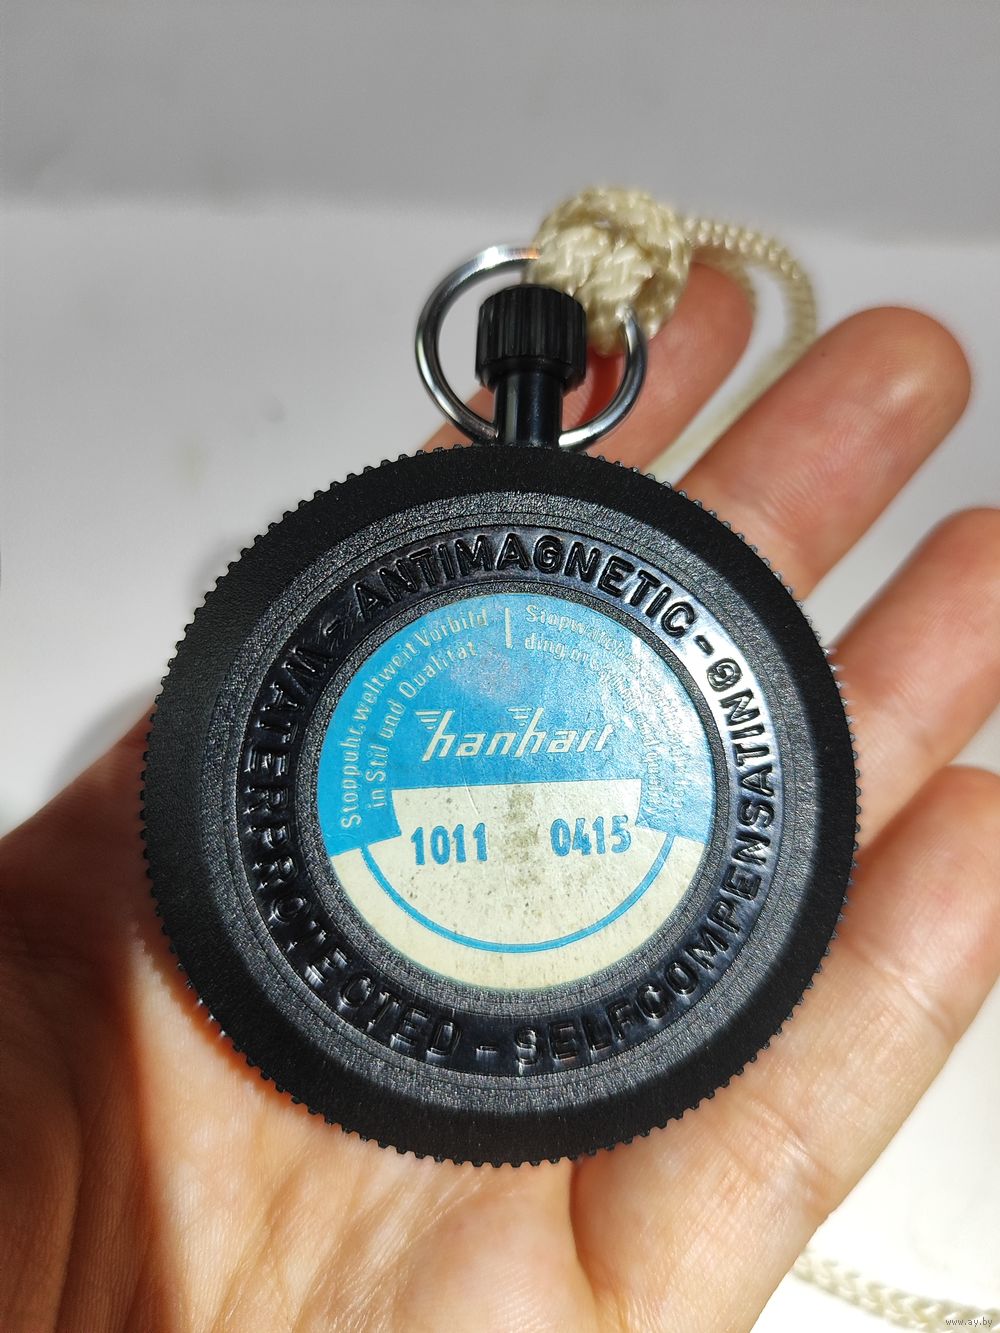 ANTIMAGNETIC - SELFCOMPENSATING - WATERPROTECTED -
Stoppuhr, weltweit Vorbild
in Stil und Qualität
hanhart
1011 0415
www.ay.by